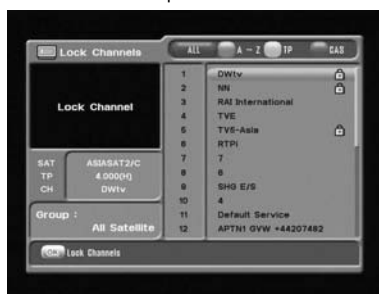 Lock Channels
ALL A - Z TP CAS
Lock Channel
SAT ASIASAT2/C
TP 4.000(H)
CH DWtv
Group :
All Satellite
1 DWtv
2 NN
3 RAI International
4 TVE
5 TV5-Asia
6 RTPi
7 7
8 8
9 SHG E/S
10 4
11 Default Service
12 APTN1 GVW +44207482
OK Lock Channels